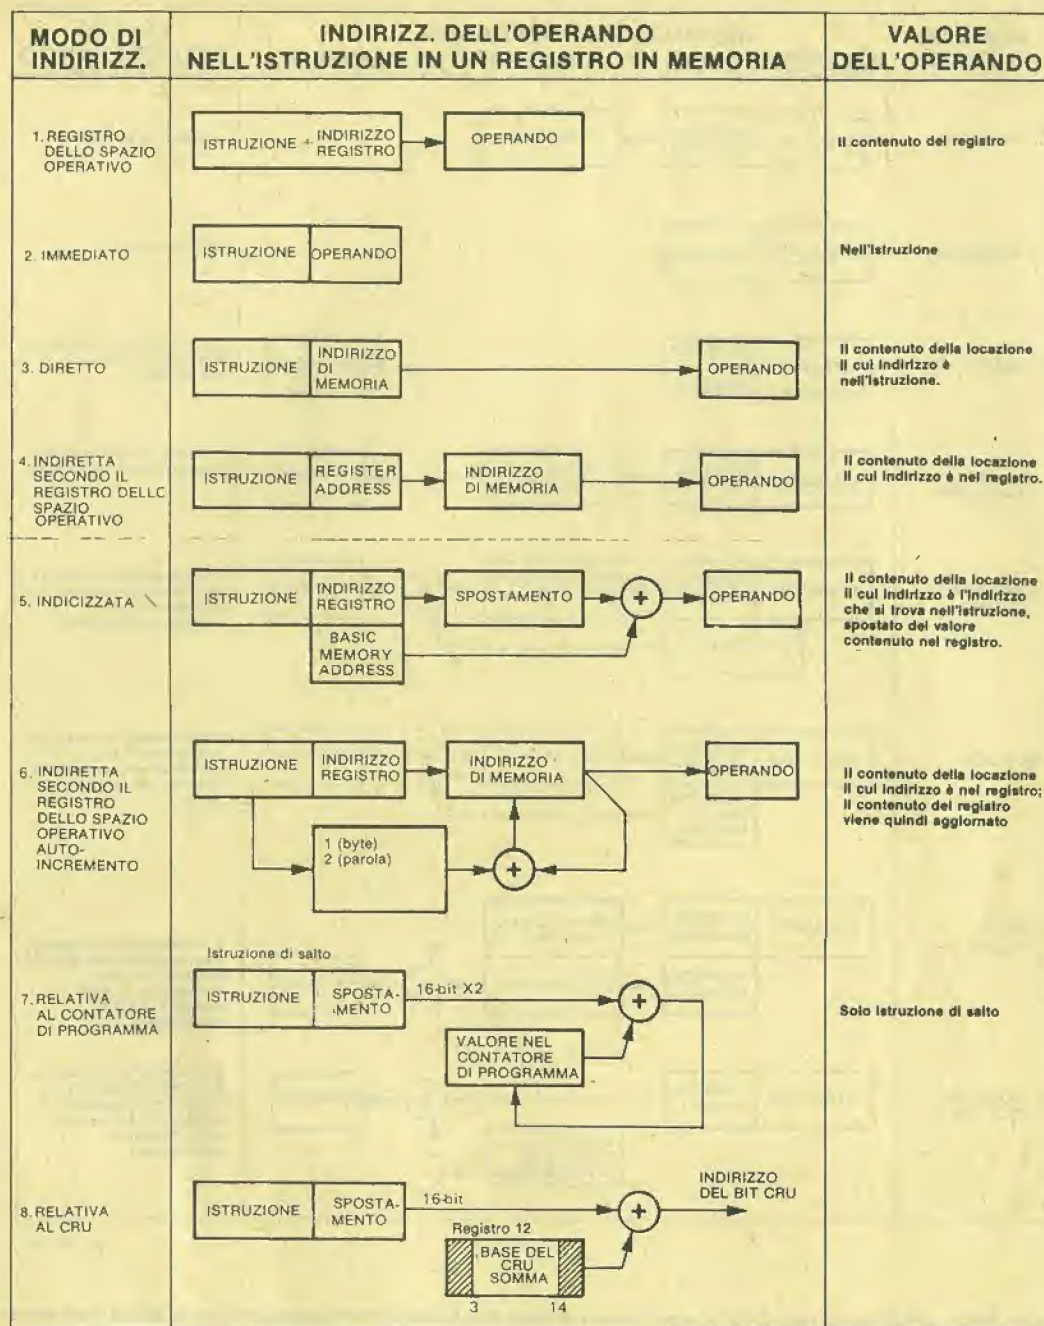 MODO DI
INDIRIZZ.
INDIRIZZ. DELL'OPERANDO
NELL'ISTRUZIONE IN UN REGISTRO IN MEMORIA
VALORE
DELL'OPERANDO
1. REGISTRO
DELLO SPAZIO
OPERATIVO
ISTRUZIONE + INDIRIZZO
REGISTRO
OPERANDO
Il contenuto del registro
2. IMMEDIATO
ISTRUZIONE
OPERANDO
Nell'istruzione
3. DIRETTO
ISTRUZIONE
INDIRIZZO
DI
MEMORIA
OPERANDO
Il contenuto della locazione
il cui indirizzo è
nell'istruzione.
4. INDIRETTA
SECONDO IL
REGISTRO DELLO
SPAZIO
OPERATIVO
ISTRUZIONE
REGISTER
ADDRESS
INDIRIZZO
DI MEMORIA
OPERANDO
Il contenuto della locazione
il cui indirizzo è nel registro.
5. INDICIZZATA
ISTRUZIONE
INDIRIZZO
REGISTRO
BASIC
MEMORY
ADDRESS
SPOSTAMENTO
+
OPERANDO
Il contenuto della locazione
il cui indirizzo è l'indirizzo
che si trova nell'istruzione,
spostato del valore
contenuto nel registro.
6. INDIRETTA
SECONDO IL
REGISTRO
DELLO SPAZIO
OPERATIVO
AUTO-
INCREMENTO
ISTRUZIONE
INDIRIZZO
REGISTRO
INDIRIZZO
DI MEMORIA
OPERANDO
1 (byte)
2 (parola)
+
Il contenuto della locazione
il cui indirizzo è nel registro;
il contenuto del registro
viene quindi aggiornato
7. RELATIVA
AL CONTATORE
DI PROGRAMMA
Istruzione di salto
ISTRUZIONE
SPOSTA-
MENTO
16-bit X2
+
VALORE NEL
CONTATORE
DI PROGRAMMA
Solo istruzione di salto
8. RELATIVA
AL CRU
ISTRUZIONE
SPOSTA-
MENTO
16-bit
+
INDIRIZZO
DEL BIT CRU
Registro 12
BASE DEL
CRU
SOMMA
3 14